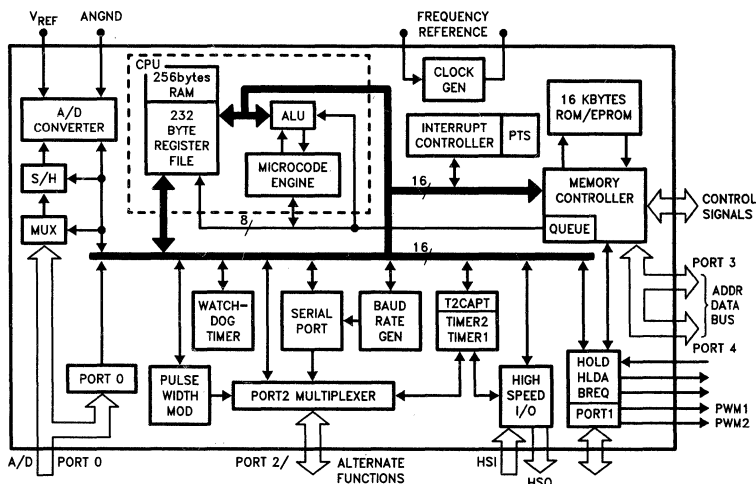 VREF
ANGND
FREQUENCY
REFERENCE
CPU
256bytes
RAM
232
BYTE
REGISTER
FILE
ALU
MICROCODE
ENGINE
A/D
CONVERTER
S/H
MUX
CLOCK
GEN
INTERRUPT
CONTROLLER
PTS
16 KBYTES
ROM/EPROM
MEMORY
CONTROLLER
QUEUE
CONTROL
SIGNALS
16
8
16
PORT 3
ADDR
DATA
BUS
PORT 4
WATCH-
DOG
TIMER
SERIAL
PORT
BAUD
RATE
GEN
T2CAPT
TIMER2
TIMER1
PORT 0
PULSE
WIDTH
MOD
PORT2 MULTIPLEXER
HIGH
SPEED
I/O
HOLD
HLDA
BREQ
PORT1
PWM1
PWM2
A/D
PORT 0
PORT 2/
ALTERNATE
FUNCTIONS
HSI
HSO